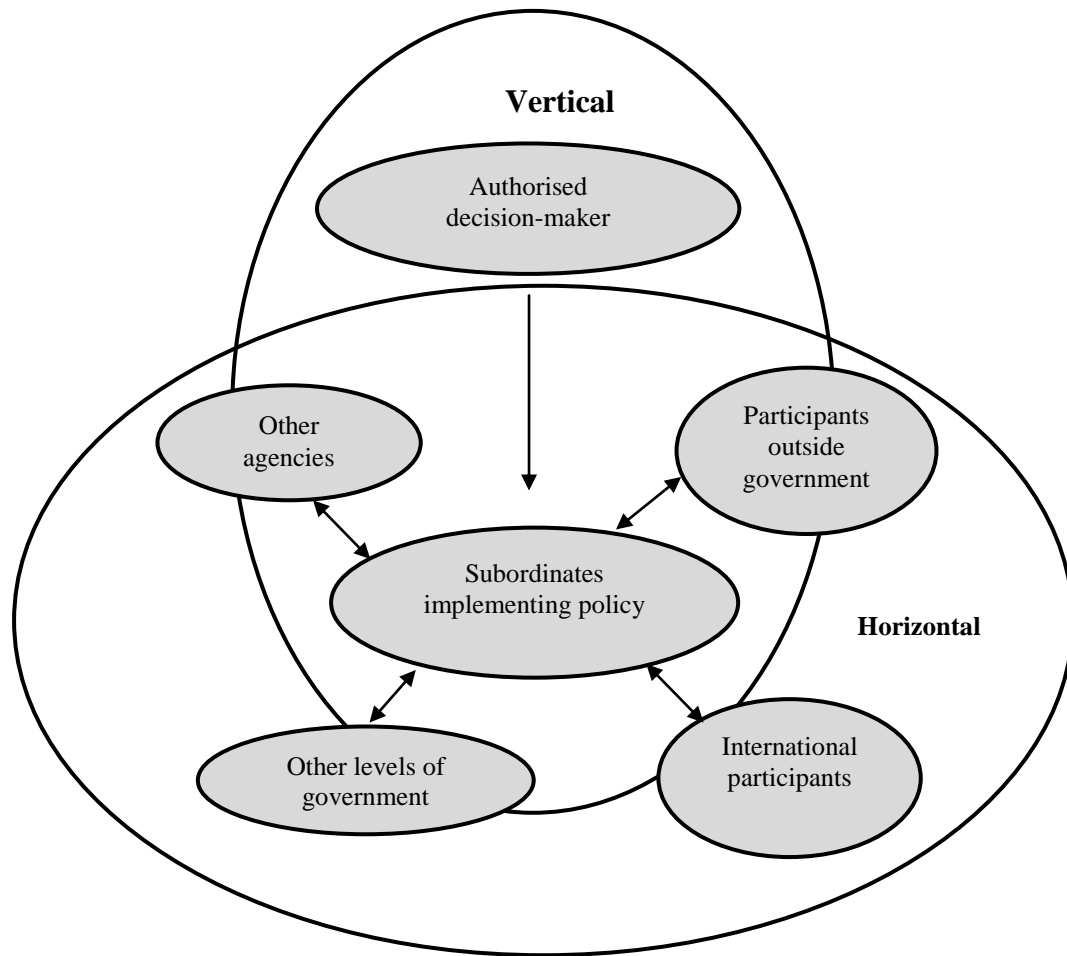 Vertical
Authorised
decision-maker
Other
agencies
Participants
outside
government
Subordinates
implementing policy
Horizontal
Other levels of
government
International
participants